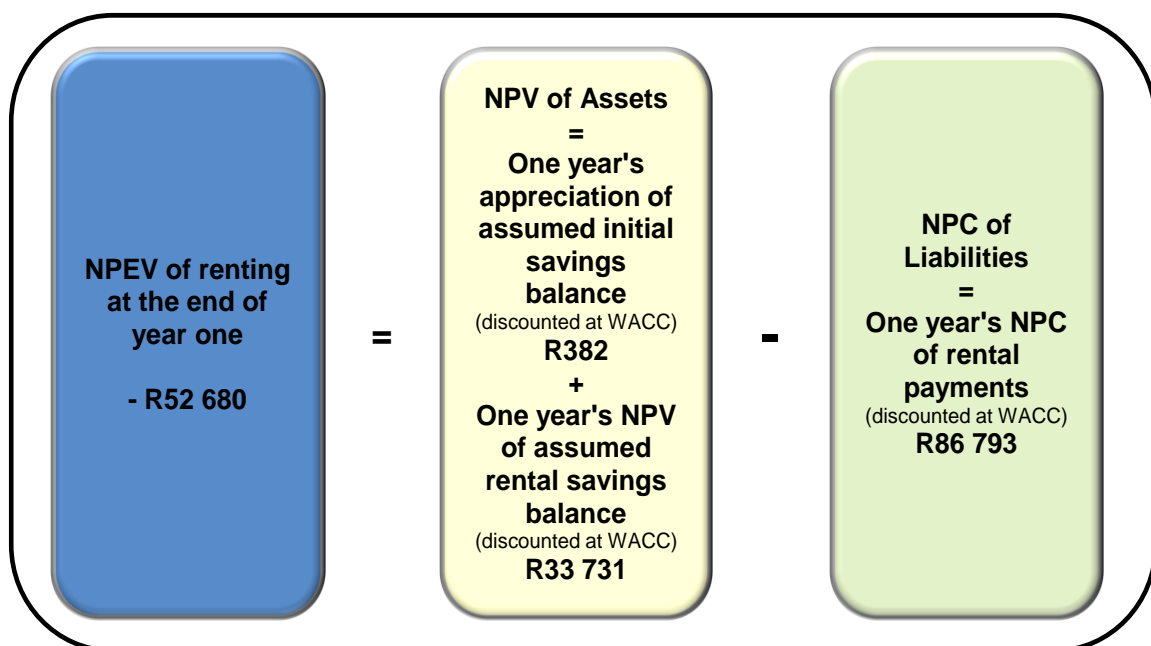 NPEV of renting
at the end of
year one
- R52 680
=
NPV of Assets
=
One year's
appreciation of
assumed initial
savings
balance
(discounted at WACC)
R382
+
One year's NPV
of assumed
rental savings
balance
(discounted at WACC)
R33 731
-
NPC of
Liabilities
=
One year's NPC
of rental
payments
(discounted at WACC)
R86 793